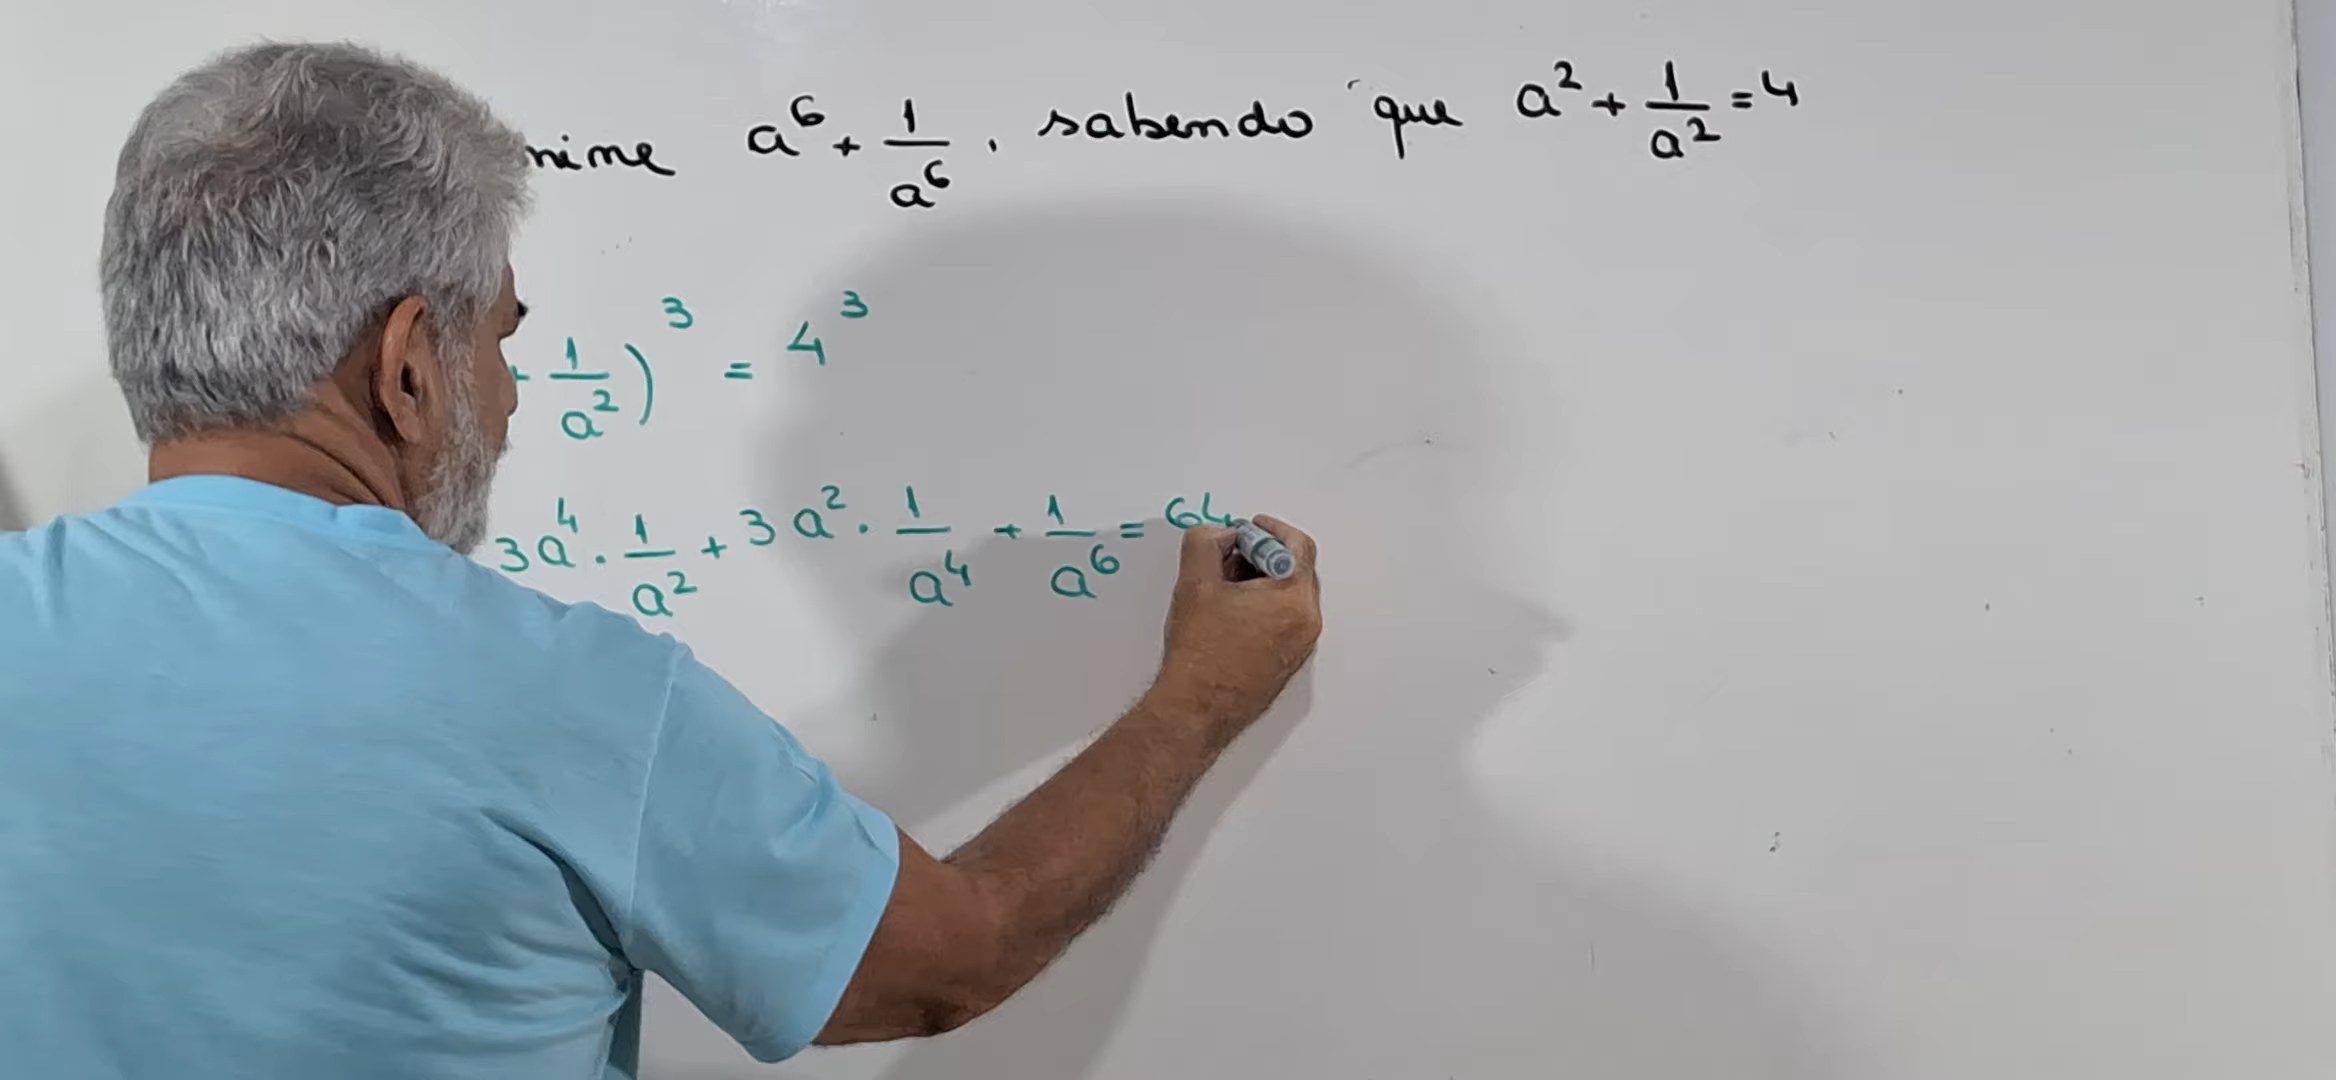 a⁶ + 1/a⁶ , sabendo que a² + 1/a² = 4
1/a²)³ = 4³
3a⁴ · 1/a² + 3a² · 1/a⁴ + 1/a⁶ = 64